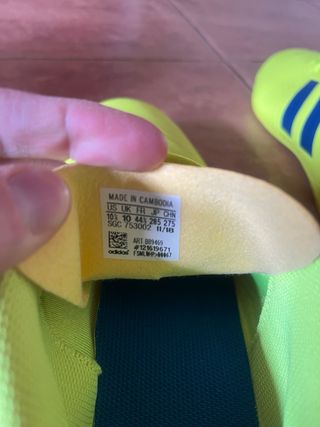 MADE IN CAMBODIA
US UK FR JP CHN
10½ 10 44⅔ 285 275
SGC 753002 11/18
ART BB9469
#121619671
adidas